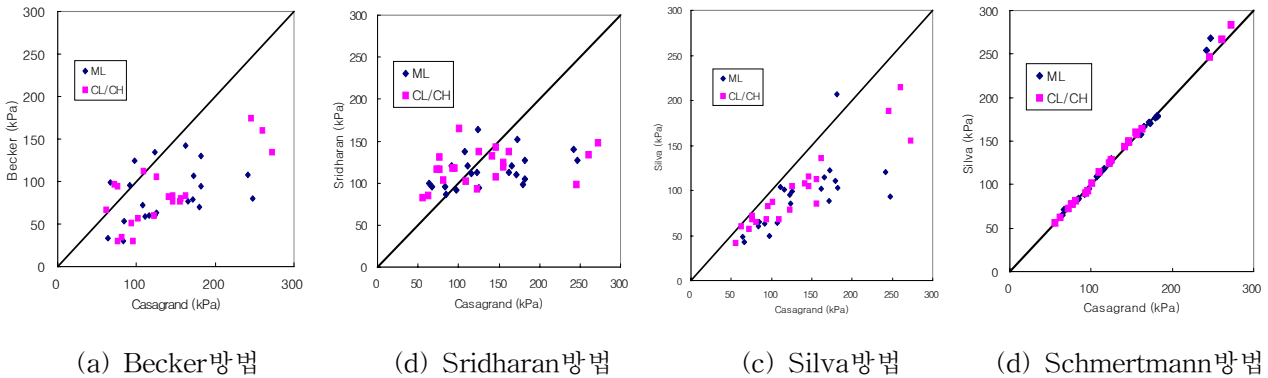 300
250
200
150
100
50
0
Becker (kPa)
ML
CL/CH
0 100 200 300
Casagrand (kPa)
(a) Becker방법
300
250
200
150
100
50
0
Sridharan (kPa)
ML
CL/CH
0 50 100 150 200 250 300
Casagrand (kPa)
(d) Sridharan방법
300
250
200
150
100
50
0
Silva (kPa)
ML
CL/CH
0 50 100 150 200 250 300
Casagrand (kPa)
(c) Silva방법
300
250
200
150
100
50
0
Silva (kPa)
ML
CL/CH
0 100 200 300
Casagrand (kPa)
(d) Schmertmann방법